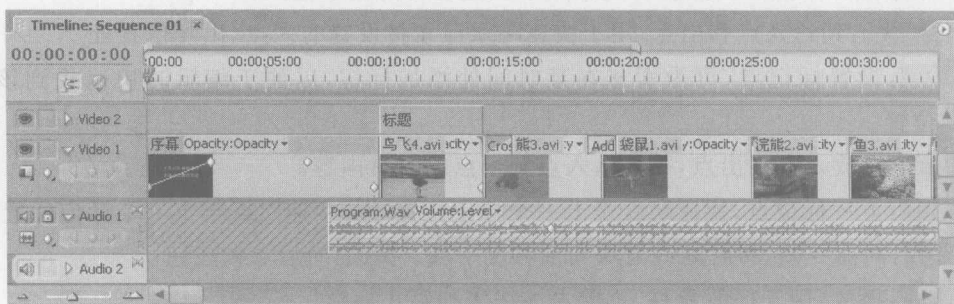 Timeline: Sequence 01
00:00:00:00
:00:00 00:00:05:00 00:00:10:00 00:00:15:00 00:00:20:00 00:00:25:00 00:00:30:00
Video 2
标题
Video 1
序幕 Opacity:Opacity
鸟飞4.avi acity
Cros 熊3.avi :y
Add 袋鼠1.avi y:Opacity
浣熊2.avi :ity
鱼3.avi ity
Audio 1
Program.Wav Volume:Level
Audio 2